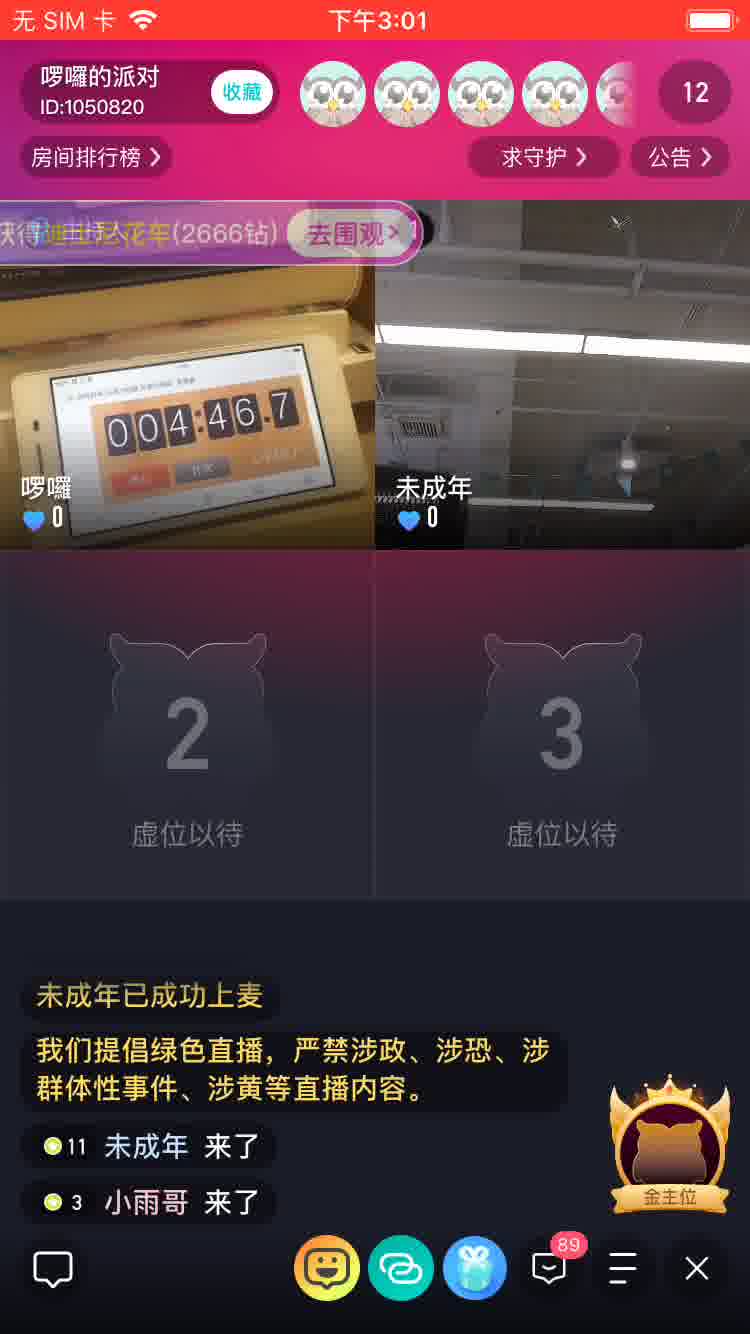 无 SIM 卡
下午3:01
啰囉的派对
ID:1050820
收藏
12
房间排行榜
求守护
公告
获得迪士尼花车(2666钻)
去围观
004:46.7
啰囉
0
未成年
0
2
虚位以待
3
虚位以待
未成年已成功上麦
我们提倡绿色直播，严禁涉政、涉恐、涉
群体性事件、涉黄等直播内容。
11 未成年 来了
3 小雨哥 来了
金主位
89